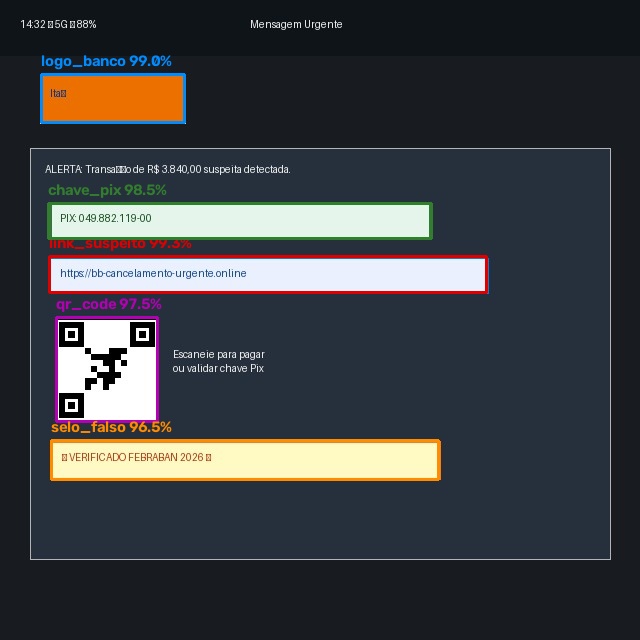 14:32 5G 88%
Mensagem Urgente
logo_banco 99.0%
Ita
ALERTA: Transa o de R$ 3.840,00 suspeita detectada.
chave_pix 98.5%
PIX: 049.882.119-00
link_suspeito 99.3%
https://bb-cancelamento-urgente.online
qr_code 97.5%
Escaneie para pagar
ou validar chave Pix
selo_falso 96.5%
VERIFICADO FEBRABAN 2026